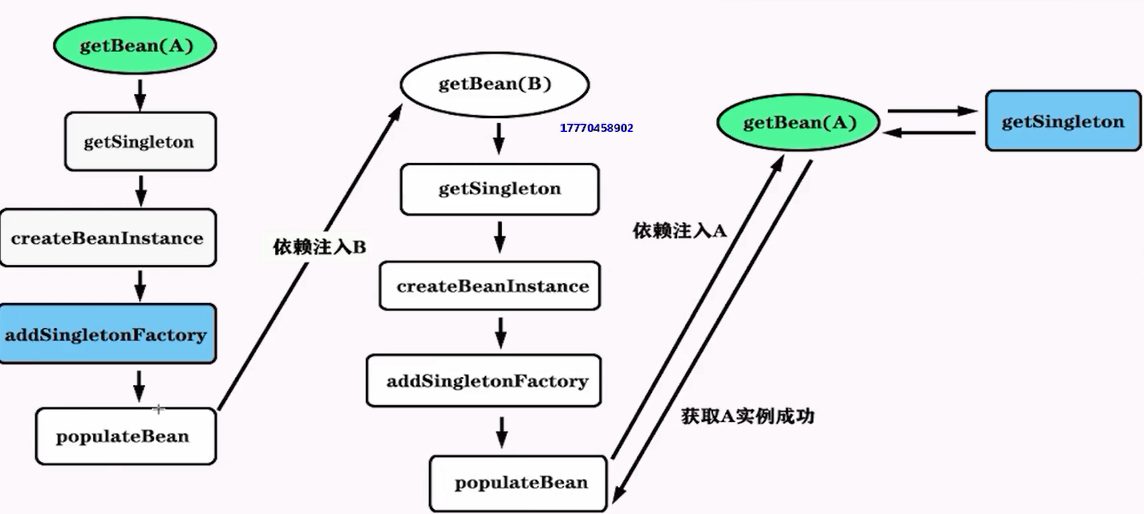 getBean(A)
getSingleton
createBeanInstance
addSingletonFactory
populateBean
依赖注入B
getBean(B)
17770458902
getSingleton
createBeanInstance
addSingletonFactory
populateBean
依赖注入A
获取A实例成功
getBean(A)
getSingleton